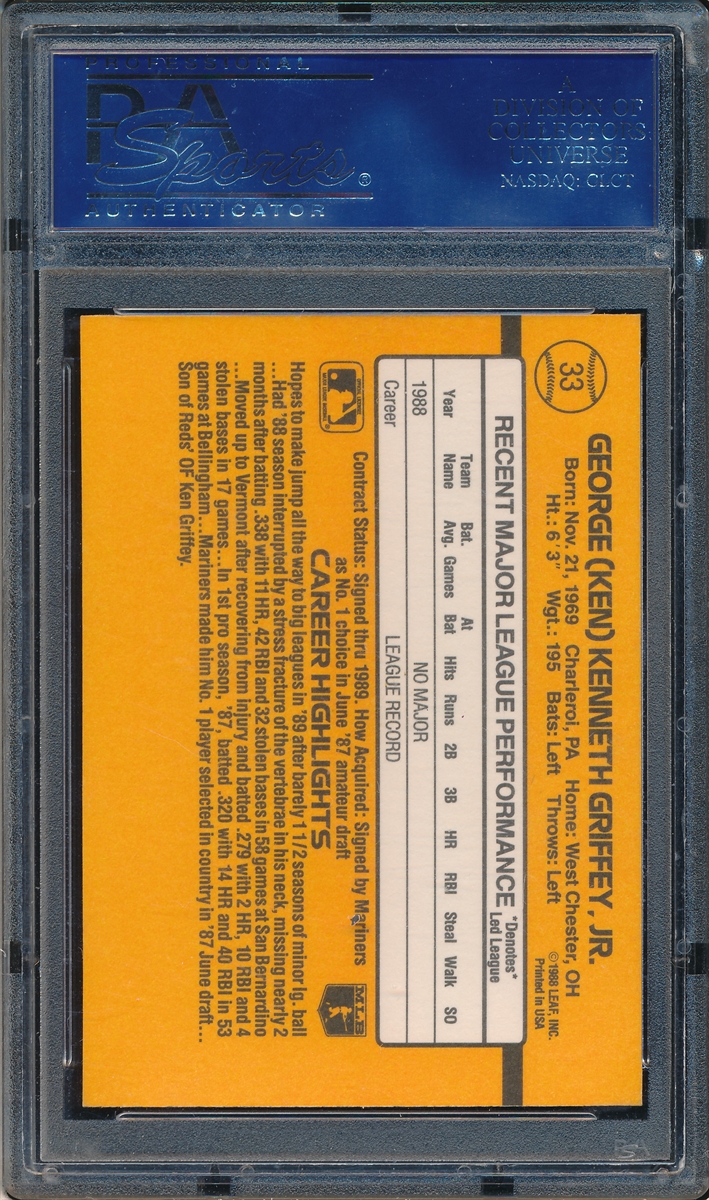 PROFESSIONAL
PSA
Sports®
AUTHENTICATOR
A
DIVISION OF
COLLECTORS
UNIVERSE
NASDAQ: CLCT
33
GEORGE (KEN) KENNETH GRIFFEY, JR.
Born: Nov. 21, 1969 Charleroi, PA Home: West Chester, OH
Ht.: 6' 3" Wgt.: 195 Bats: Left Throws: Left
©1988 LEAF, INC.
Printed in USA
RECENT MAJOR LEAGUE PERFORMANCE *Denotes* Led League
Year Team Name Bat. Avg. Games At Bat Hits Runs 2B 3B HR RBI Steal Walk SO
1988 NO MAJOR
Career LEAGUE RECORD
Contract Status: Signed thru 1989. How Acquired: Signed by Mariners
as No. 1 choice in June '87 amateur draft
CAREER HIGHLIGHTS
MLB
Hopes to make jump all the way to big leagues in '89 after barely 1 1/2 seasons of minor lg. ball
...Had '88 season interrupted by a stress fracture of the vertebrae in his neck, missing nearly 2
months after batting .338 with 11 HR, 42 RBI and 32 stolen bases in 58 games at San Bernardino
...Moved up to Vermont after recovering from injury and batted .279 with 2 HR, 10 RBI and 4
stolen bases in 17 games...In 1st pro season, '87, batted .320 with 14 HR and 40 RBI in 53
games at Bellingham...Mariners made him No. 1 player selected in country in '87 June draft...
Son of Reds' OF Ken Griffey.